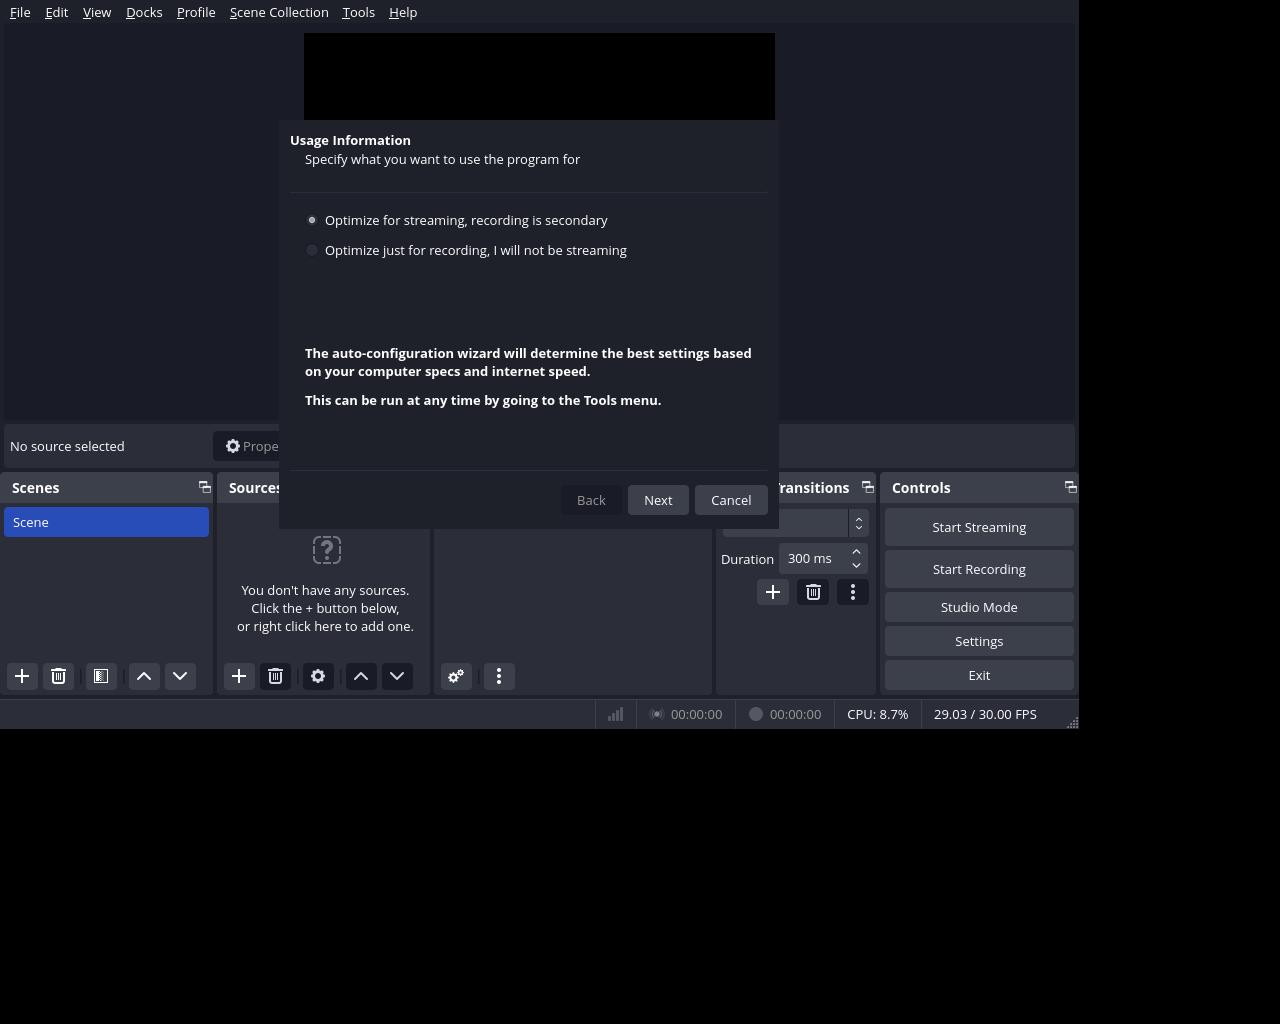 File Edit View Docks Profile Scene Collection Tools Help
Usage Information
Specify what you want to use the program for
Optimize for streaming, recording is secondary
Optimize just for recording, I will not be streaming
The auto-configuration wizard will determine the best settings based
on your computer specs and internet speed.
This can be run at any time by going to the Tools menu.
Back Next Cancel
No source selected
Scenes
Scene
Sources
You don't have any sources.
Click the + button below,
or right click here to add one.
Duration 300 ms
Controls
Start Streaming
Start Recording
Studio Mode
Settings
Exit
00:00:00 00:00:00 CPU: 8.7% 29.03 / 30.00 FPS